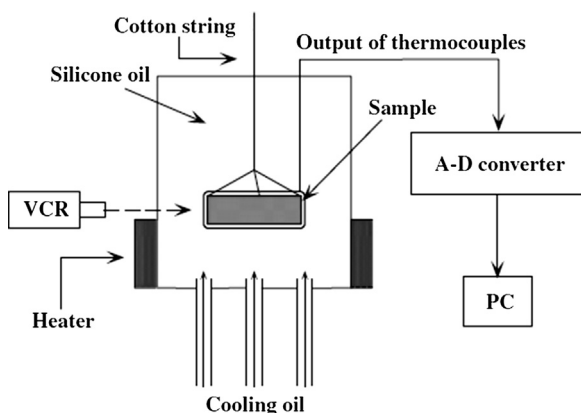 Cotton string
Output of thermocouples
Silicone oil
Sample
A-D converter
VCR
PC
Heater
Cooling oil